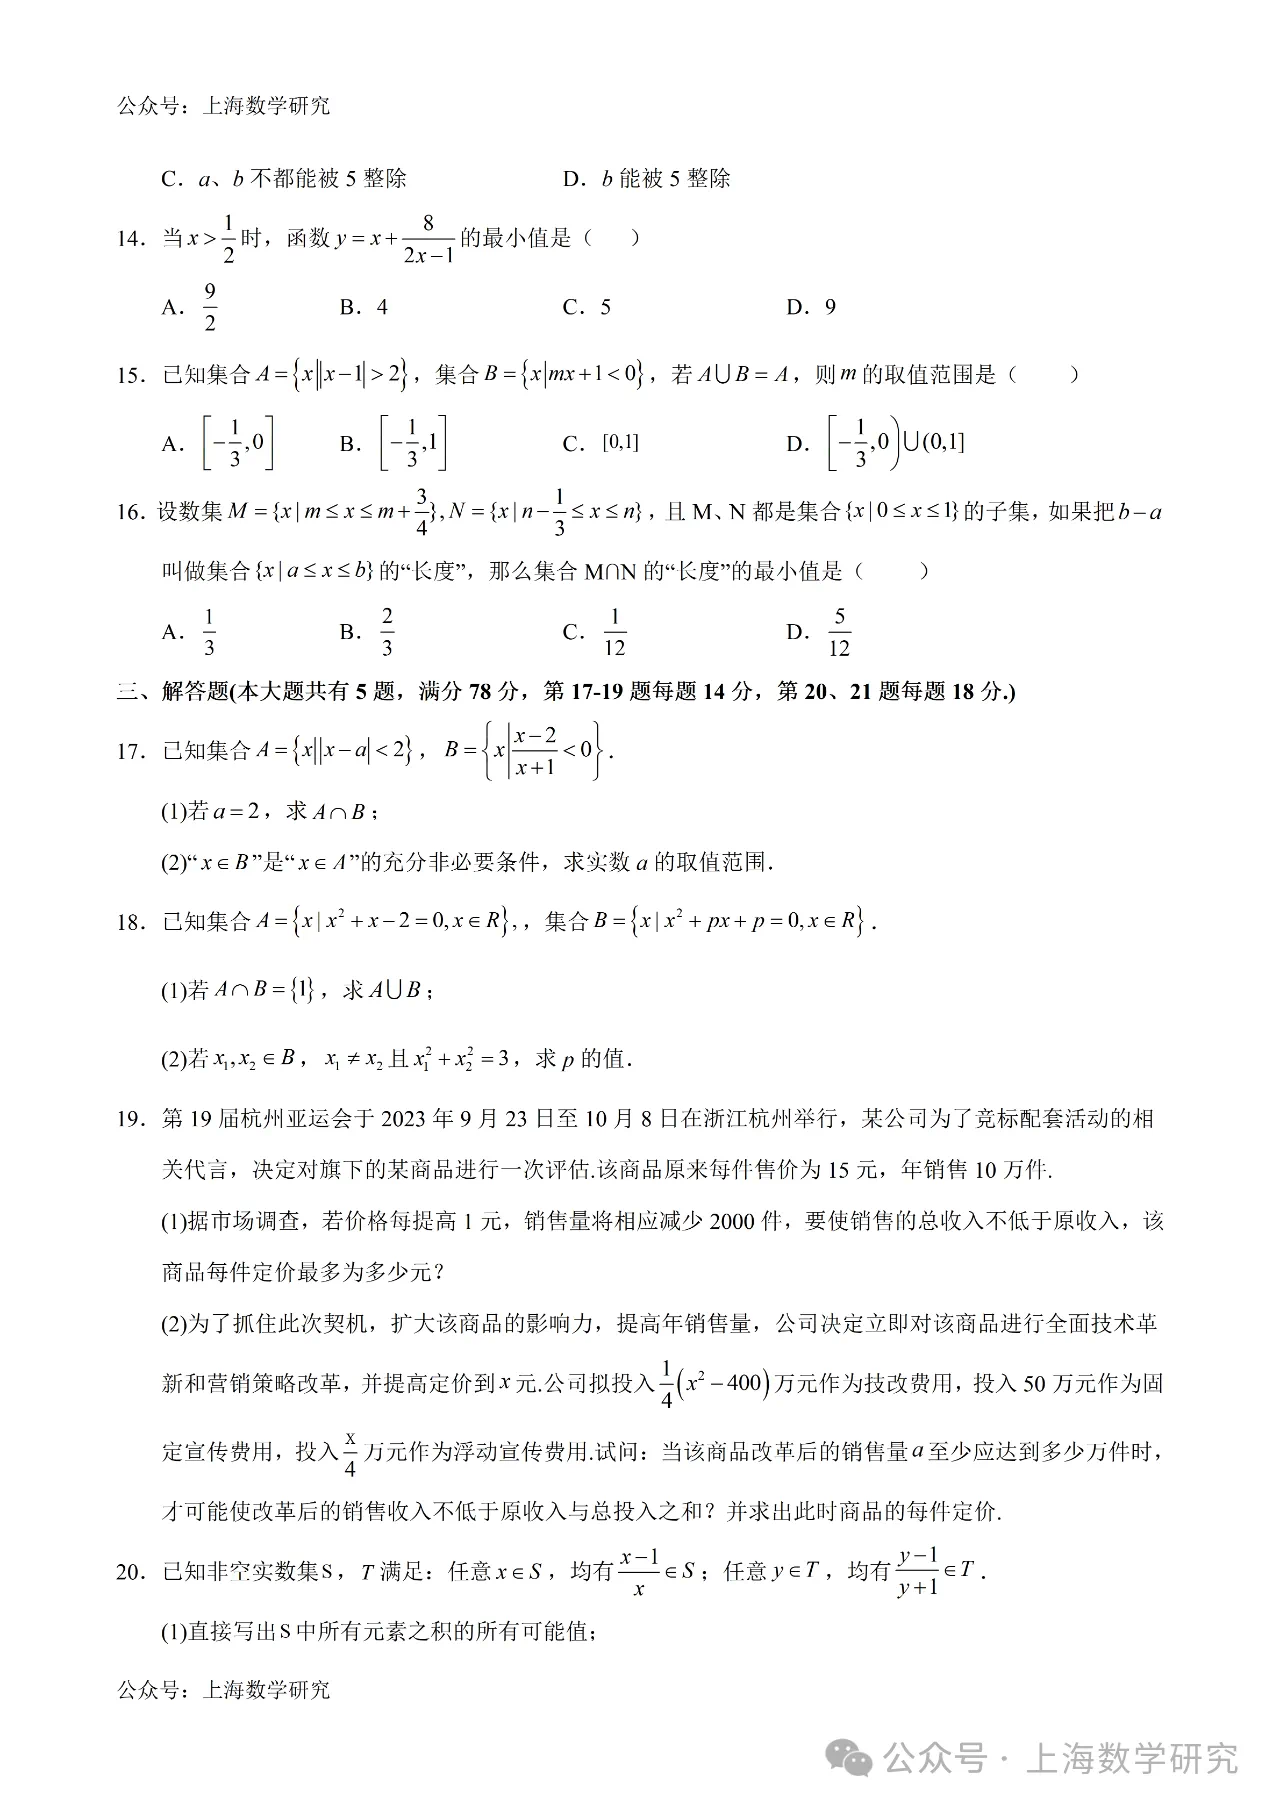 公众号：上海数学研究
C．a、b 不都能被 5 整除 D．b 能被 5 整除
14．当 x > 1/2 时，函数 y = x + 8/(2x−1) 的最小值是（ ）
A．9/2 B．4 C．5 D．9
15．已知集合 A = {x||x−1| > 2}，集合 B = {x|mx+1 < 0}，若 A∪B = A，则 m 的取值范围是（ ）
A．[−1/3,0] B．[−1/3,1] C．[0,1] D．[−1/3,0)∪(0,1]
16．设数集 M = {x | m ≤ x ≤ m + 3/4}, N = {x | n − 1/3 ≤ x ≤ n}，且 M、N 都是集合 {x | 0 ≤ x ≤ 1} 的子集，如果把 b − a
叫做集合 {x | a ≤ x ≤ b} 的“长度”，那么集合 M∩N 的“长度”的最小值是（ ）
A．1/3 B．2/3 C．1/12 D．5/12
三、解答题(本大题共有 5 题，满分 78 分，第 17-19 题每题 14 分，第 20、21 题每题 18 分.)
17．已知集合 A = {x||x−a| < 2}，B = {x|(x−2)/(x+1) < 0}．
(1)若 a = 2，求 A∩B；
(2)“x∈B”是“x∈A”的充分非必要条件，求实数 a 的取值范围．
18．已知集合 A = {x | x² + x − 2 = 0, x∈R},，集合 B = {x | x² + px + p = 0, x∈R}．
(1)若 A∩B = {1}，求 A∪B；
(2)若 x₁, x₂ ∈ B，x₁ ≠ x₂ 且 x₁² + x₂² = 3，求 p 的值．
19．第 19 届杭州亚运会于 2023 年 9 月 23 日至 10 月 8 日在浙江杭州举行，某公司为了竞标配套活动的相
关代言，决定对旗下的某商品进行一次评估.该商品原来每件售价为 15 元，年销售 10 万件.
(1)据市场调查，若价格每提高 1 元，销售量将相应减少 2000 件，要使销售的总收入不低于原收入，该
商品每件定价最多为多少元？
(2)为了抓住此次契机，扩大该商品的影响力，提高年销售量，公司决定立即对该商品进行全面技术革
新和营销策略改革，并提高定价到 x 元.公司拟投入 1/4(x² − 400) 万元作为技改费用，投入 50 万元作为固
定宣传费用，投入 x/4 万元作为浮动宣传费用.试问：当该商品改革后的销售量 a 至少应达到多少万件时，
才可能使改革后的销售收入不低于原收入与总投入之和？并求出此时商品的每件定价.
20．已知非空实数集 S，T 满足：任意 x∈S，均有 (x−1)/x ∈S；任意 y∈T，均有 (y−1)/(y+1) ∈T．
(1)直接写出 S 中所有元素之积的所有可能值；
公众号：上海数学研究
公众号·上海数学研究